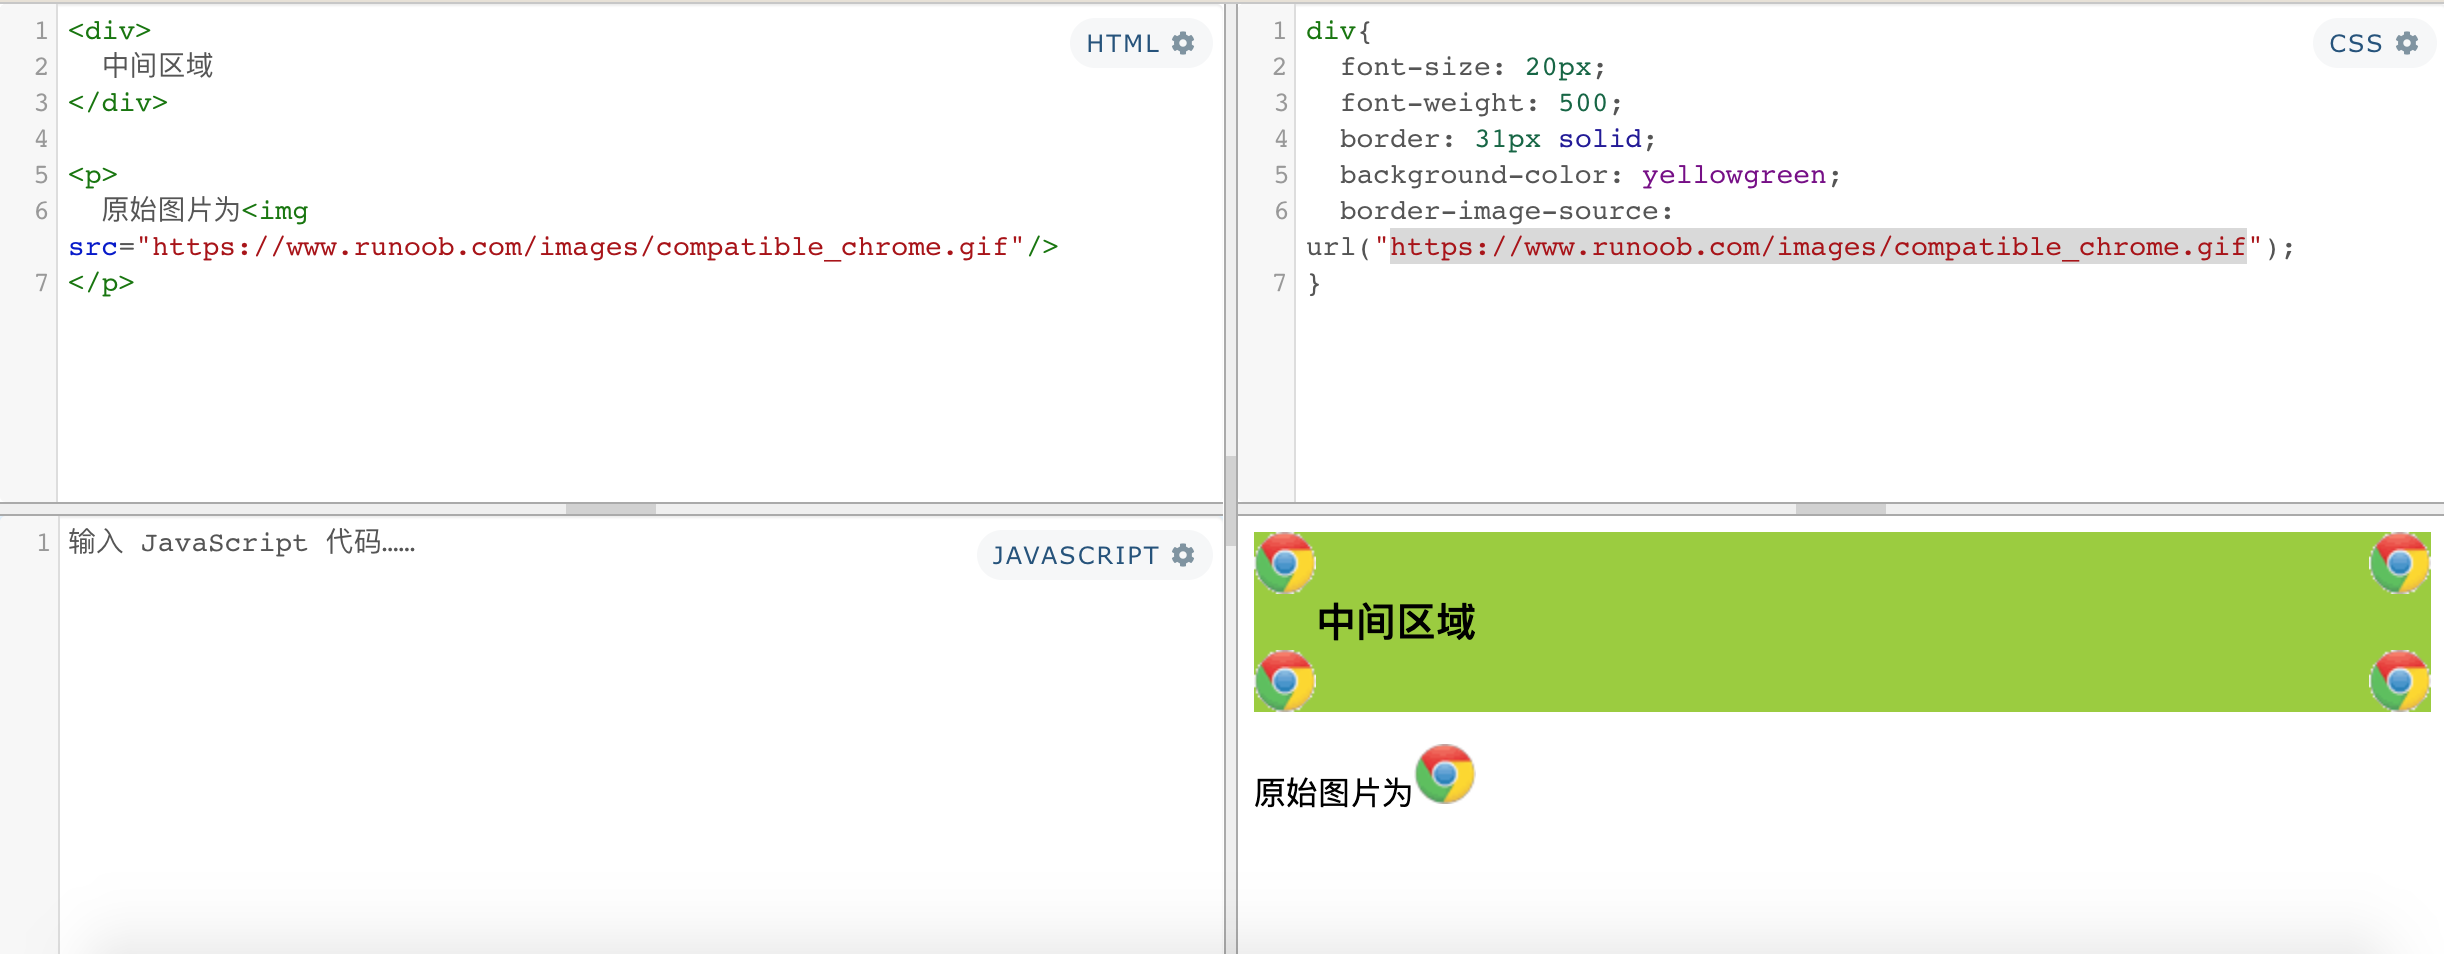 1 <div>
2 中间区域
3 </div>
4
5 <p>
6 原始图片为<img
src="https://www.runoob.com/images/compatible_chrome.gif"/>
7 </p>
HTML
1 div{
2 font-size: 20px;
3 font-weight: 500;
4 border: 31px solid;
5 background-color: yellowgreen;
6 border-image-source:
url("https://www.runoob.com/images/compatible_chrome.gif");
7 }
CSS
1 输入 JavaScript 代码……
JAVASCRIPT
中间区域
原始图片为